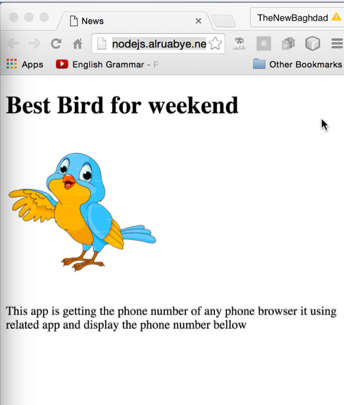 News
TheNewBaghdad
nodejs.alruabye.ne
Apps
English Grammar - P
Other Bookmarks
Best Bird for weekend
This app is getting the phone number of any phone browser it using
related app and display the phone number bellow